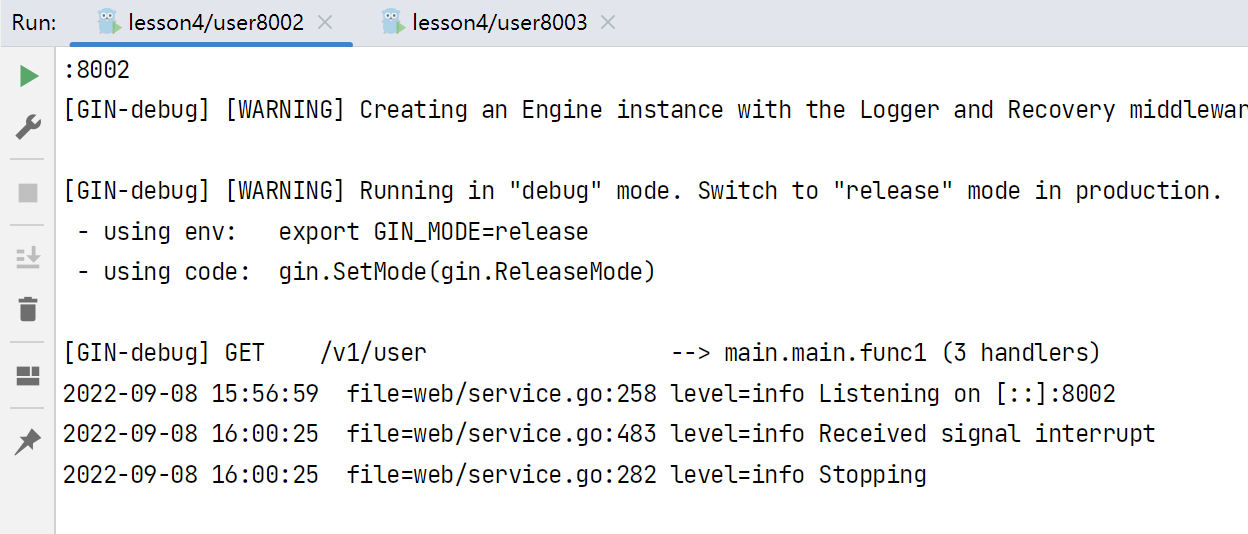 Run: lesson4/user8002 lesson4/user8003
:8002
[GIN-debug] [WARNING] Creating an Engine instance with the Logger and Recovery middlewar
[GIN-debug] [WARNING] Running in "debug" mode. Switch to "release" mode in production.
- using env:   export GIN_MODE=release
- using code:  gin.SetMode(gin.ReleaseMode)
[GIN-debug] GET    /v1/user                  --> main.main.func1 (3 handlers)
2022-09-08 15:56:59  file=web/service.go:258 level=info Listening on [::]:8002
2022-09-08 16:00:25  file=web/service.go:483 level=info Received signal interrupt
2022-09-08 16:00:25  file=web/service.go:282 level=info Stopping